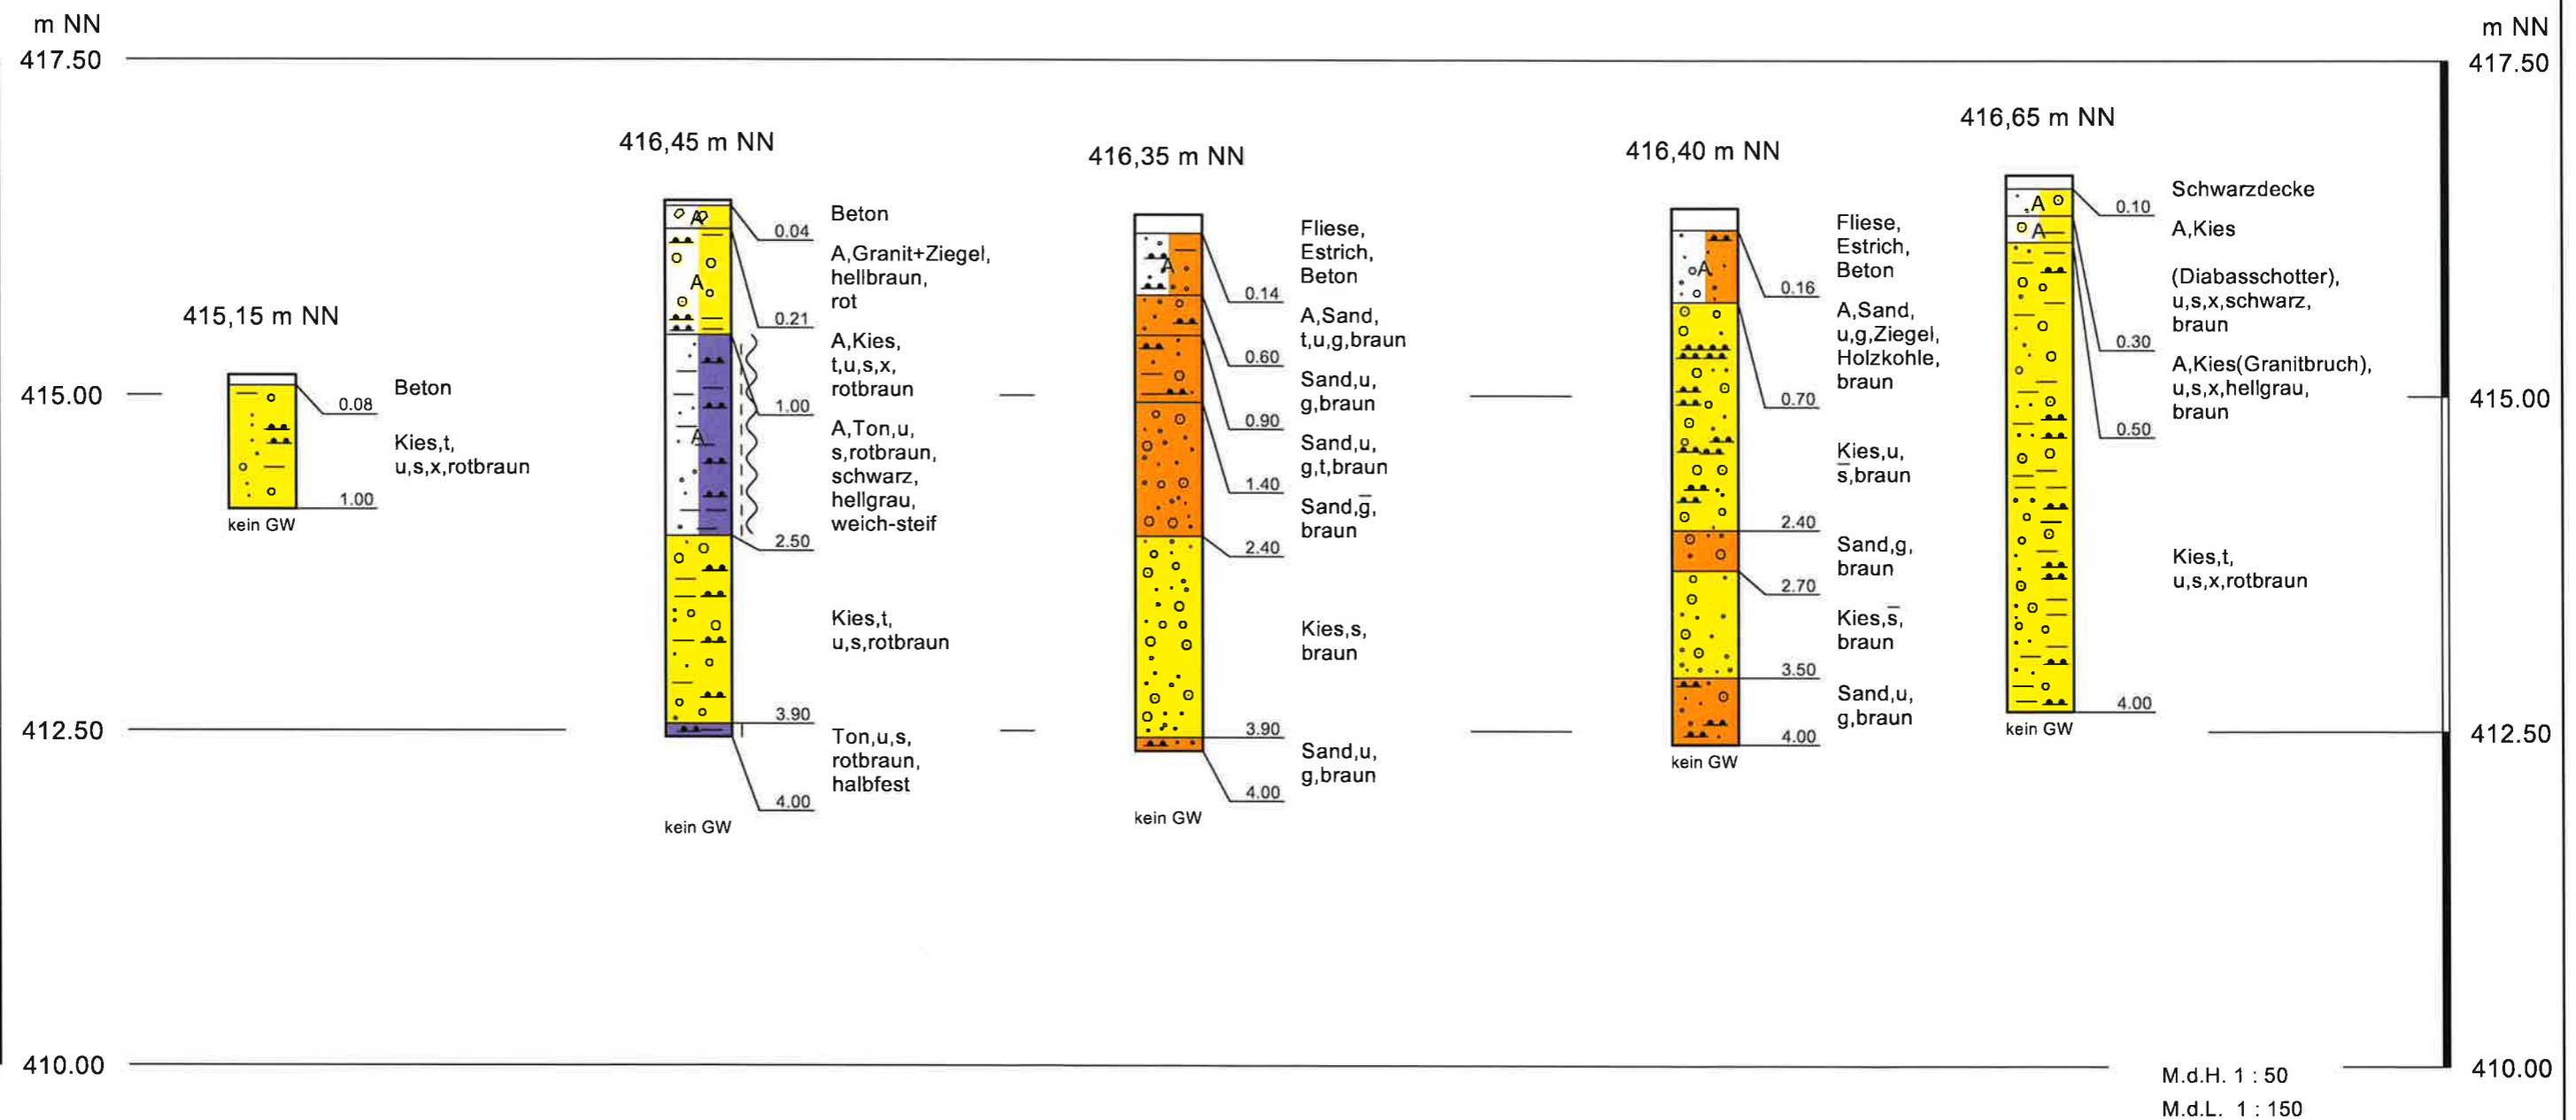 m NN
417.50
415.00
412.50
410.00
415,15 m NN
0.08
1.00
Beton
Kies,t,
u,s,x,rotbraun
kein GW
416,45 m NN
A
A
A
0.04
0.21
1.00
2.50
3.90
4.00
Beton
A,Granit+Ziegel,
hellbraun,
rot
A,Kies,
t,u,s,x,
rotbraun
A,Ton,u,
s,rotbraun,
schwarz,
hellgrau,
weich-steif
Kies,t,
u,s,rotbraun
Ton,u,s,
rotbraun,
halbfest
kein GW
416,35 m NN
A
0.14
0.60
0.90
1.40
2.40
3.90
4.00
Fliese,
Estrich,
Beton
A,Sand,
t,u,g,braun
Sand,u,
g,braun
Sand,u,
g,t,braun
Sand,g̅,
braun
Kies,s,
braun
Sand,u,
g,braun
kein GW
416,40 m NN
A
0.16
0.70
2.40
2.70
3.50
4.00
Fliese,
Estrich,
Beton
A,Sand,
u,g,Ziegel,
Holzkohle,
braun
Kies,u,
s̅,braun
Sand,g,
braun
Kies,s̅,
braun
Sand,u,
g,braun
kein GW
416,65 m NN
A
A
0.10
0.30
0.50
4.00
Schwarzdecke
A,Kies
(Diabasschotter),
u,s,x,schwarz,
braun
A,Kies(Granitbruch),
u,s,x,hellgrau,
braun
Kies,t,
u,s,x,rotbraun
kein GW
m NN
417.50
415.00
412.50
410.00
M.d.H. 1 : 50
M.d.L. 1 : 150